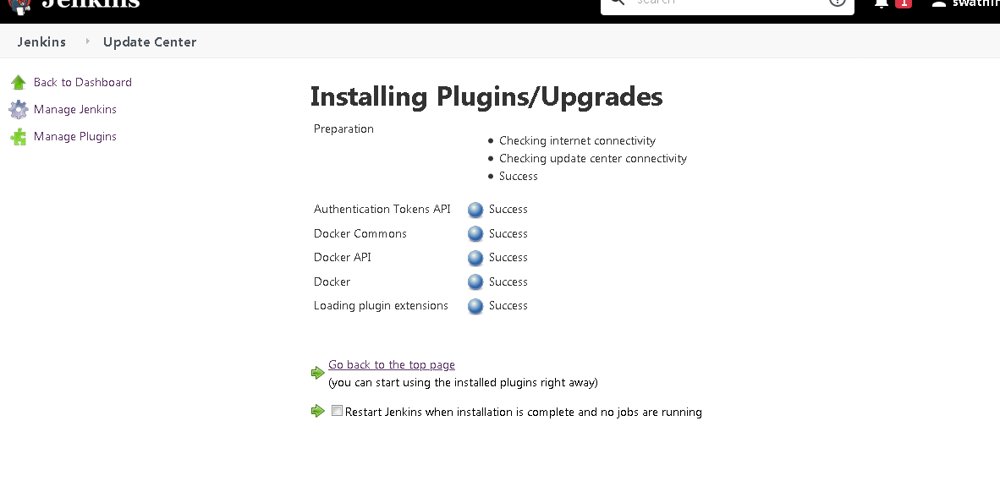 Jenkins
search
1
Jenkins Update Center
Back to Dashboard
Manage Jenkins
Manage Plugins
Installing Plugins/Upgrades
Preparation
Checking internet connectivity
Checking update center connectivity
Success
Authentication Tokens API Success
Docker Commons Success
Docker API Success
Docker Success
Loading plugin extensions Success
Go back to the top page
(you can start using the installed plugins right away)
Restart Jenkins when installation is complete and no jobs are running